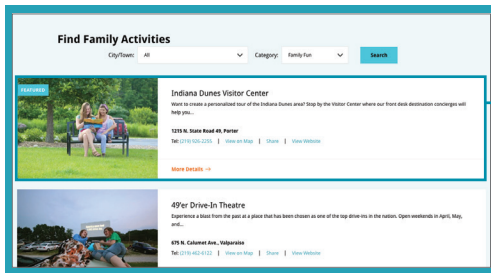 Find Family Activities
City/Town: All Category: Family Fun Search
FEATURED
Indiana Dunes Visitor Center
Want to create a personalized tour of the Indiana Dunes area? Stop by the Visitor Center where our front desk destination concierges will
help you...
1215 N. State Road 49, Porter
Tel: (219) 926-2255 | View on Map | Share | View Website
More Details →
49'er Drive-In Theatre
Experience a blast from the past at a place that has been chosen as one of the top drive-ins in the nation. Open weekends in April, May,
and...
675 N. Calumet Ave., Valparaiso
Tel: (219) 462-6122 | View on Map | Share | View Website